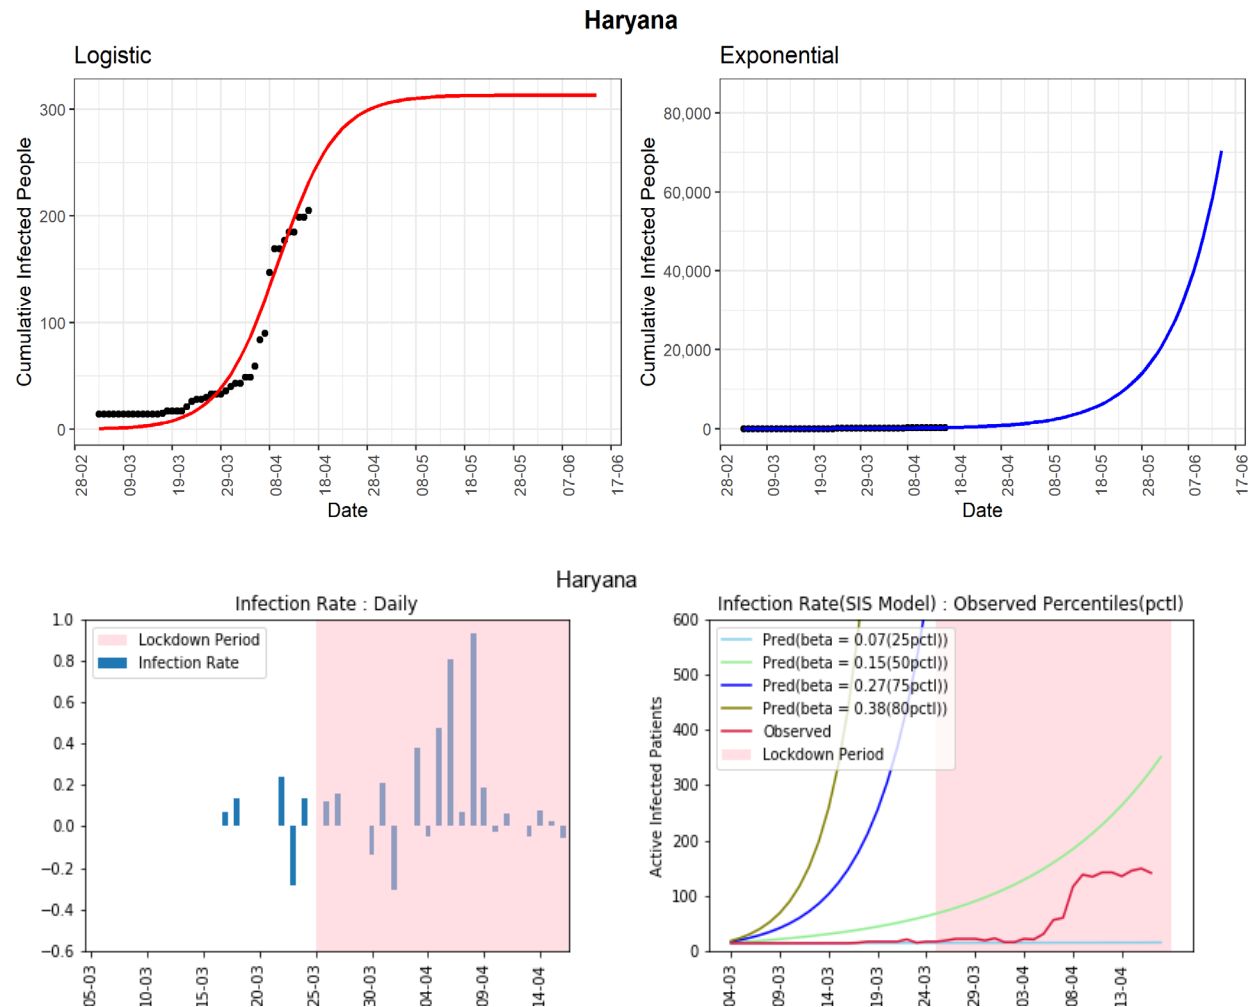 Haryana
Logistic
Cumulative Infected People
300
200
100
0
28-02 09-03 19-03 29-03 08-04 18-04 28-04 08-05 18-05 28-05 07-06 17-06
Date
Exponential
Cumulative Infected People
80,000
60,000
40,000
20,000
0
28-02 09-03 19-03 29-03 08-04 18-04 28-04 08-05 18-05 28-05 07-06 17-06
Date
Haryana
Infection Rate : Daily
Lockdown Period
Infection Rate
1.0
0.8
0.6
0.4
0.2
0.0
−0.2
−0.4
−0.6
05-03 10-03 15-03 20-03 25-03 30-03 04-04 09-04 14-04
Infection Rate(SIS Model) : Observed Percentiles(pctl)
Pred(beta = 0.07(25pctl))
Pred(beta = 0.15(50pctl))
Pred(beta = 0.27(75pctl))
Pred(beta = 0.38(80pctl))
Observed
Lockdown Period
Active Infected Patients
600
500
400
300
200
100
0
04-03 09-03 14-03 19-03 24-03 29-03 03-04 08-04 13-04